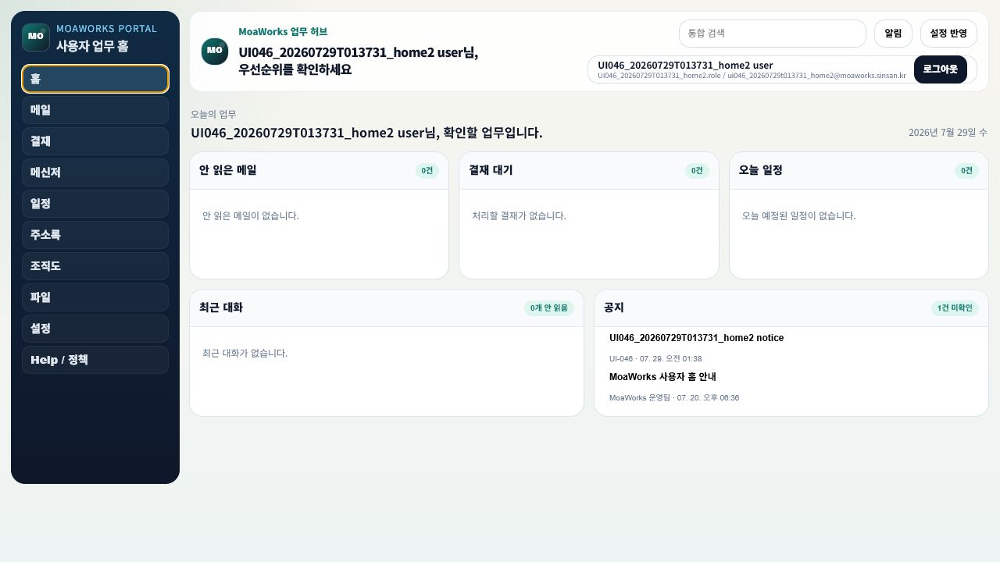 MO
MOAWORKS PORTAL
사용자 업무 홈
홈
메일
결재
메신저
일정
주소록
조직도
파일
설정
Help / 정책
MO
MoaWorks 업무 허브
UI046_20260729T013731_home2 user님,
우선순위를 확인하세요
통합 검색
알림
설정 반영
UI046_20260729T013731_home2 user
UI046_20260729T013731_home2.role / ui046_20260729t013731_home2@moaworks.sinsan.kr
로그아웃
오늘의 업무
UI046_20260729T013731_home2 user님, 확인할 업무입니다.
2026년 7월 29일 수
안 읽은 메일
0건
안 읽은 메일이 없습니다.
결재 대기
0건
처리할 결재가 없습니다.
오늘 일정
0건
오늘 예정된 일정이 없습니다.
최근 대화
0개 안 읽음
최근 대화가 없습니다.
공지
1건 미확인
UI046_20260729T013731_home2 notice
UI-046 · 07. 29. 오전 01:38
MoaWorks 사용자 홈 안내
MoaWorks 운영팀 · 07. 20. 오후 06:36